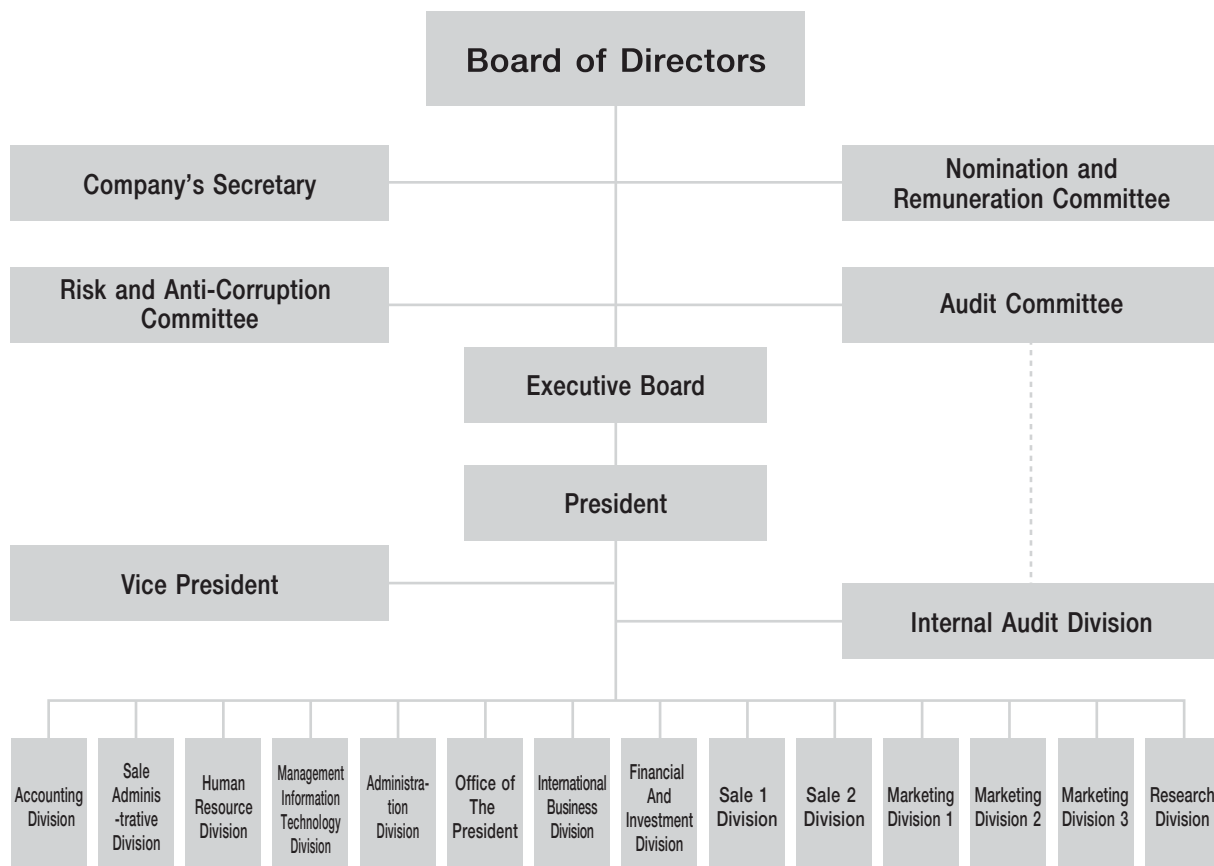 Board of Directors
Company's Secretary
Nomination and
Remuneration Committee
Risk and Anti-Corruption
Committee
Audit Committee
Executive Board
President
Vice President
Internal Audit Division
Accounting
Division
Sale
Adminis
-trative
Division
Human
Resource
Division
Management
Information
Technology
Division
Administra-
tion
Division
Office of
The
President
International
Business
Division
Financial
And
Investment
Division
Sale 1
Division
Sale 2
Division
Marketing
Division 1
Marketing
Division 2
Marketing
Division 3
Research
Division